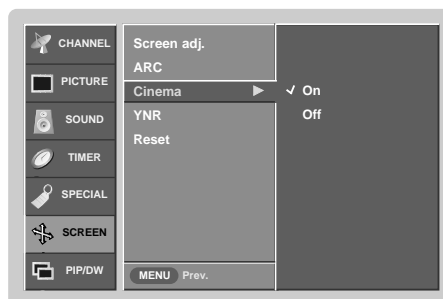 CHANNEL
PICTURE
SOUND
TIMER
SPECIAL
SCREEN
PIP/DW
Screen adj.
ARC
Cinema
YNR
Reset
MENU Prev.
On
Off